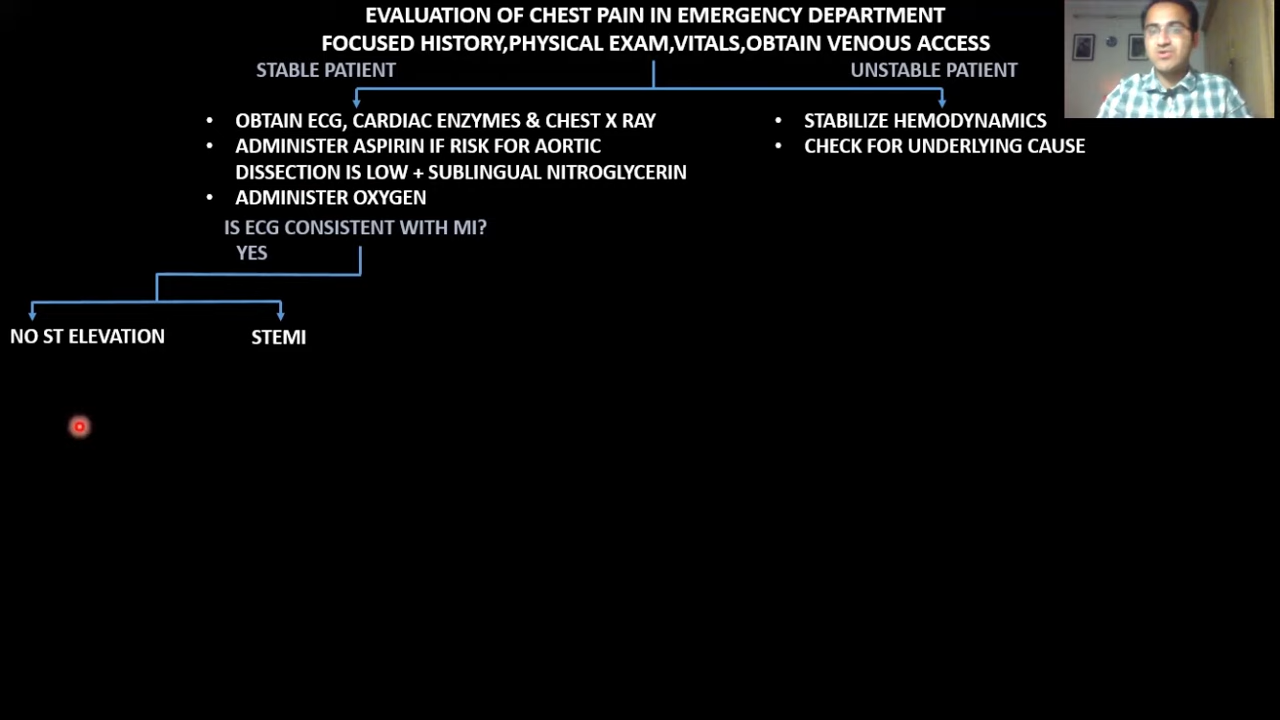 EVALUATION OF CHEST PAIN IN EMERGENCY DEPARTMENT
FOCUSED HISTORY,PHYSICAL EXAM,VITALS,OBTAIN VENOUS ACCESS
STABLE PATIENT
UNSTABLE PATIENT
• OBTAIN ECG, CARDIAC ENZYMES & CHEST X RAY
• ADMINISTER ASPIRIN IF RISK FOR AORTIC
DISSECTION IS LOW + SUBLINGUAL NITROGLYCERIN
• ADMINISTER OXYGEN
• STABILIZE HEMODYNAMICS
• CHECK FOR UNDERLYING CAUSE
IS ECG CONSISTENT WITH MI?
YES
NO ST ELEVATION
STEMI